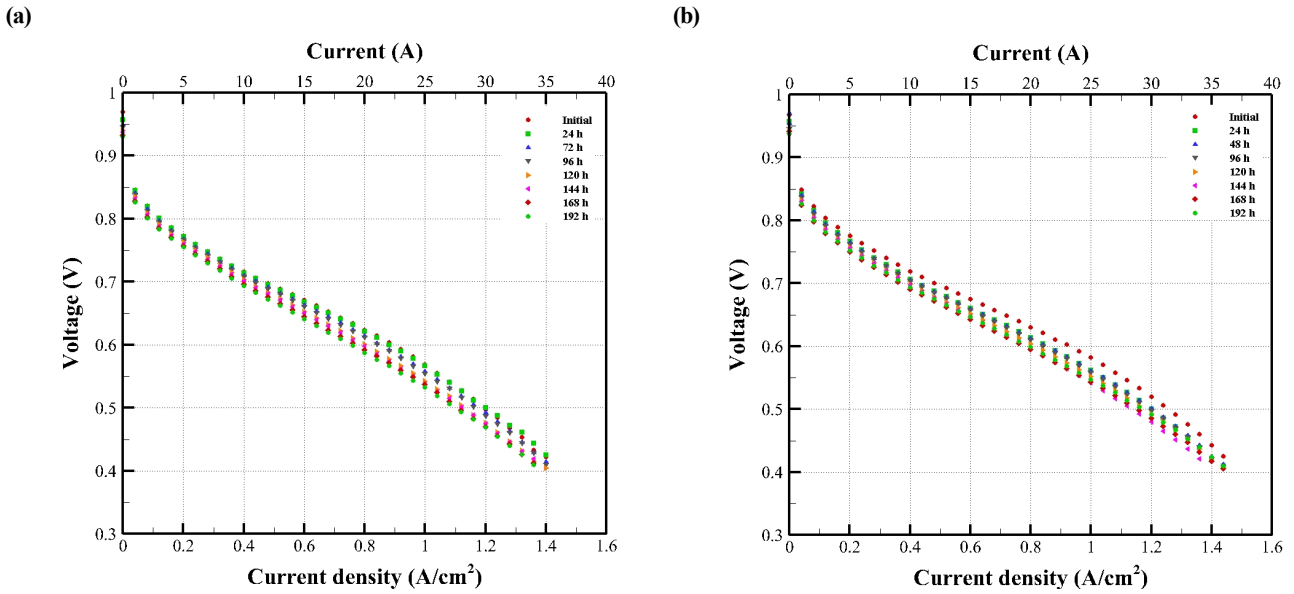 (a)
Current (A)
0 5 10 15 20 25 30 35 40
1
0.9
0.8
0.7
0.6
0.5
0.4
0.3
Voltage (V)
Initial
24 h
72 h
96 h
120 h
144 h
168 h
192 h
0 0.2 0.4 0.6 0.8 1 1.2 1.4 1.6
Current density (A/cm²)
(b)
Current (A)
0 5 10 15 20 25 30 35 40
1
0.9
0.8
0.7
0.6
0.5
0.4
0.3
Voltage (V)
Initial
24 h
48 h
96 h
120 h
144 h
168 h
192 h
0 0.2 0.4 0.6 0.8 1 1.2 1.4 1.6
Current density (A/cm²)